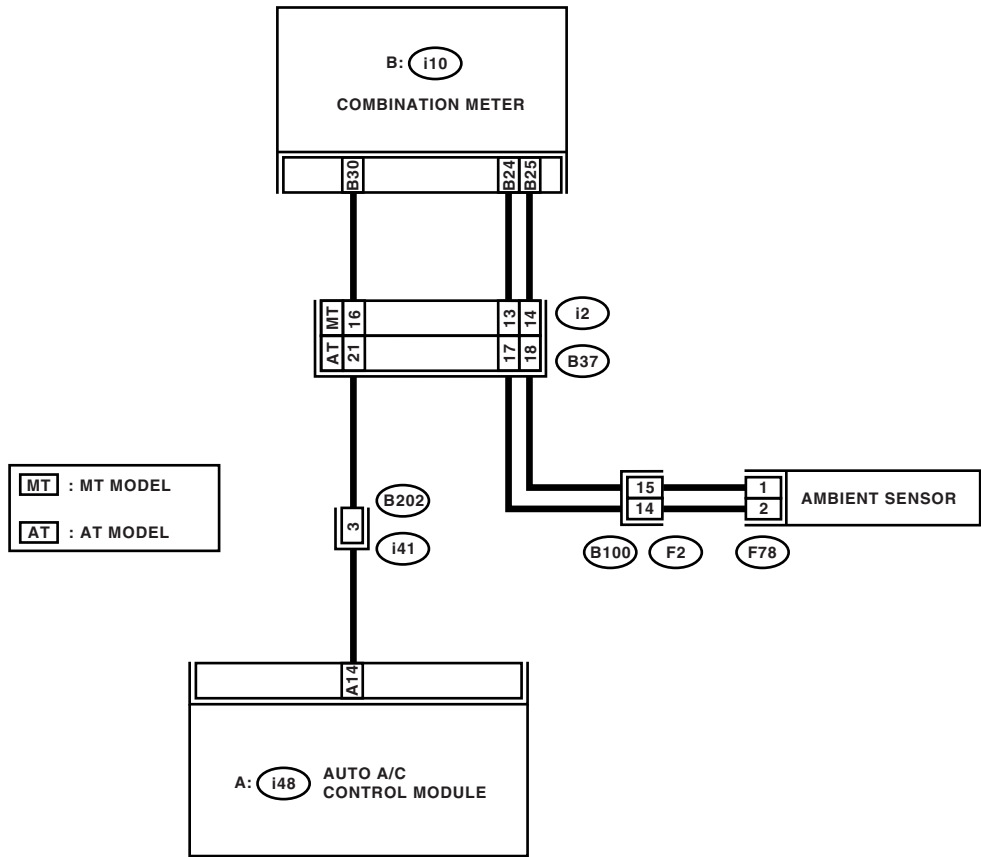 B: i10
COMBINATION METER
B30
B24
B25
MT
16
13
14
i2
AT
21
17
18
B37
MT : MT MODEL
AT : AT MODEL
B202
3
i41
15
14
1
2
AMBIENT SENSOR
B100
F2
F78
A14
A: i48
AUTO A/C
CONTROL MODULE